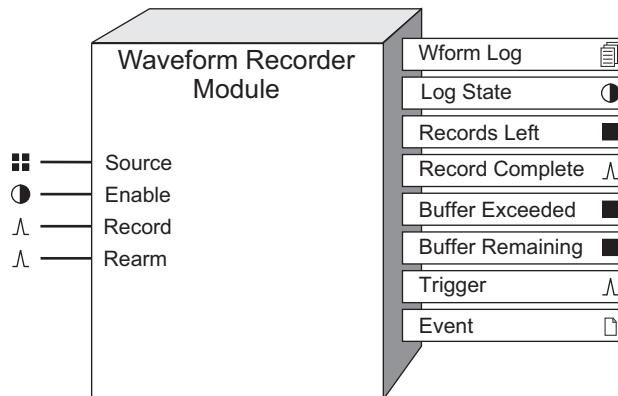 Waveform Recorder
Module
Source
Enable
Record
Rearm
Wform Log
Log State
Records Left
Record Complete
Buffer Exceeded
Buffer Remaining
Trigger
Event